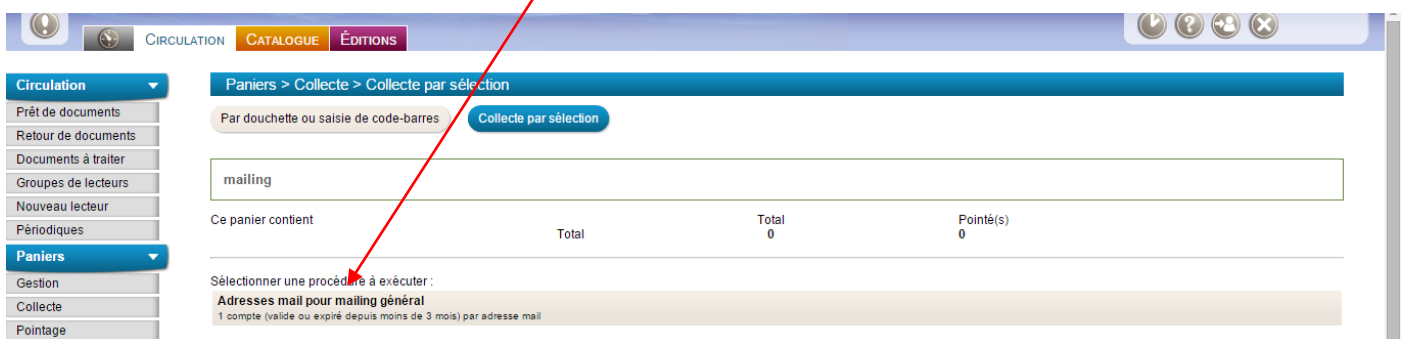 CIRCULATION CATALOGUE ÉDITIONS
Circulation
Prêt de documents
Retour de documents
Documents à traiter
Groupes de lecteurs
Nouveau lecteur
Périodiques
Paniers
Gestion
Collecte
Pointage
Paniers > Collecte > Collecte par sélection
Par douchette ou saisie de code-barres Collecte par sélection
mailing
Ce panier contient Total Pointé(s)
Total 0 0
Sélectionner une procédure à exécuter :
Adresses mail pour mailing général
1 compte (valide ou expiré depuis moins de 3 mois) par adresse mail